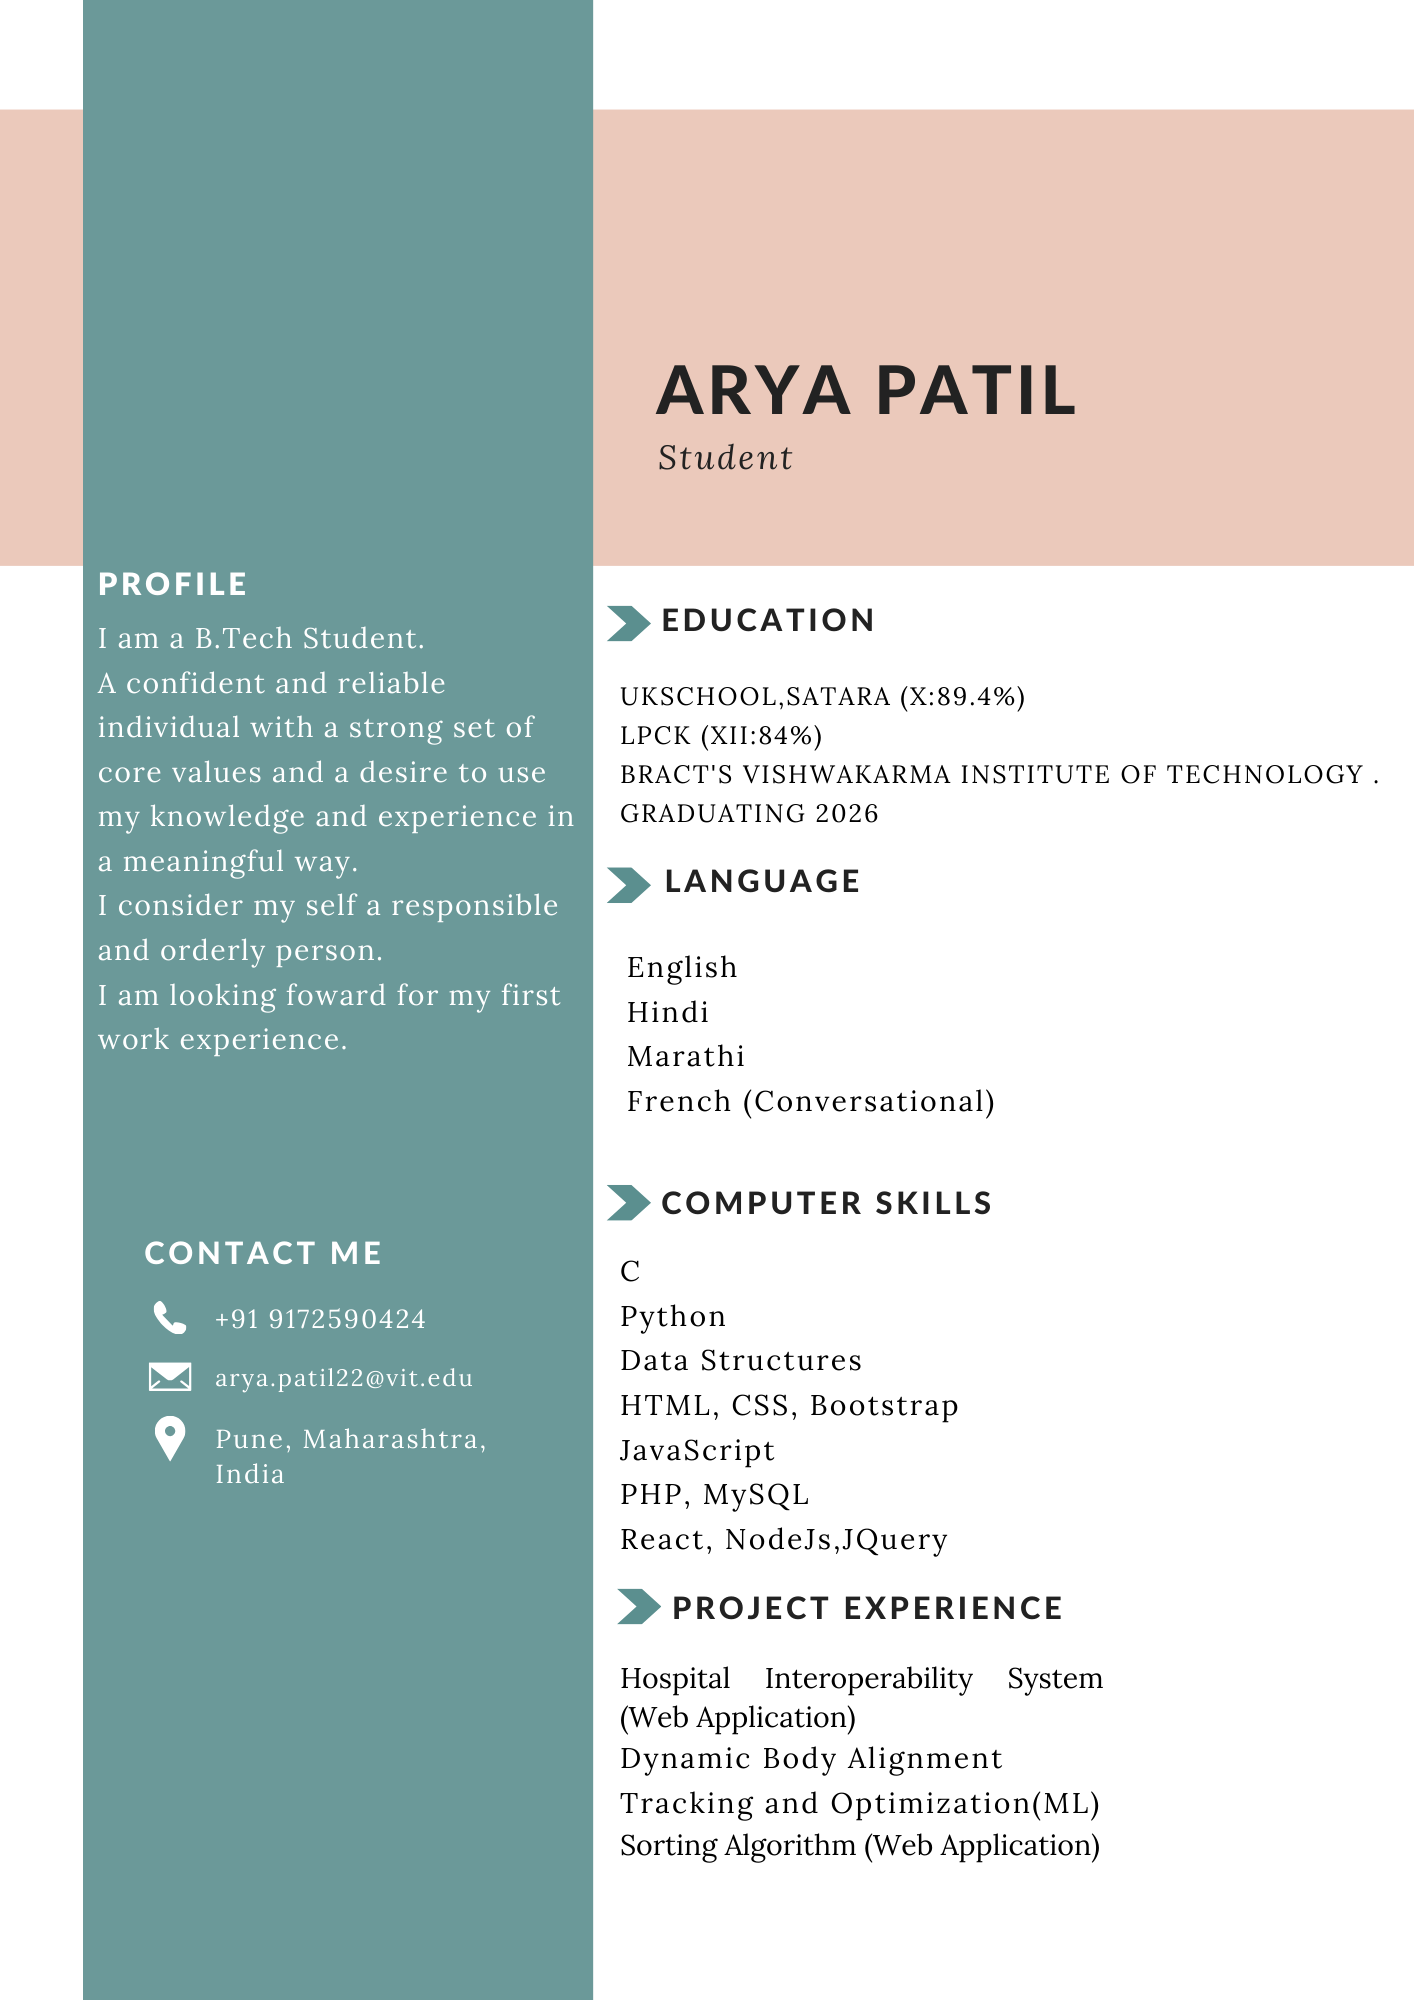 ARYA PATIL
Student
PROFILE
I am a B.Tech Student.
A confident and reliable
individual with a strong set of
core values and a desire to use
my knowledge and experience in
a meaningful way.
I consider my self a responsible
and orderly person.
I am looking foward for my first
work experience.
CONTACT ME
+91 9172590424
arya.patil22@vit.edu
Pune, Maharashtra,
India
EDUCATION
UKSCHOOL,SATARA (X:89.4%)
LPCK (XII:84%)
BRACT'S VISHWAKARMA INSTITUTE OF TECHNOLOGY .
GRADUATING 2026
LANGUAGE
English
Hindi
Marathi
French (Conversational)
COMPUTER SKILLS
C
Python
Data Structures
HTML, CSS, Bootstrap
JavaScript
PHP, MySQL
React, NodeJs,JQuery
PROJECT EXPERIENCE
Hospital Interoperability System
(Web Application)
Dynamic Body Alignment
Tracking and Optimization(ML)
Sorting Algorithm (Web Application)